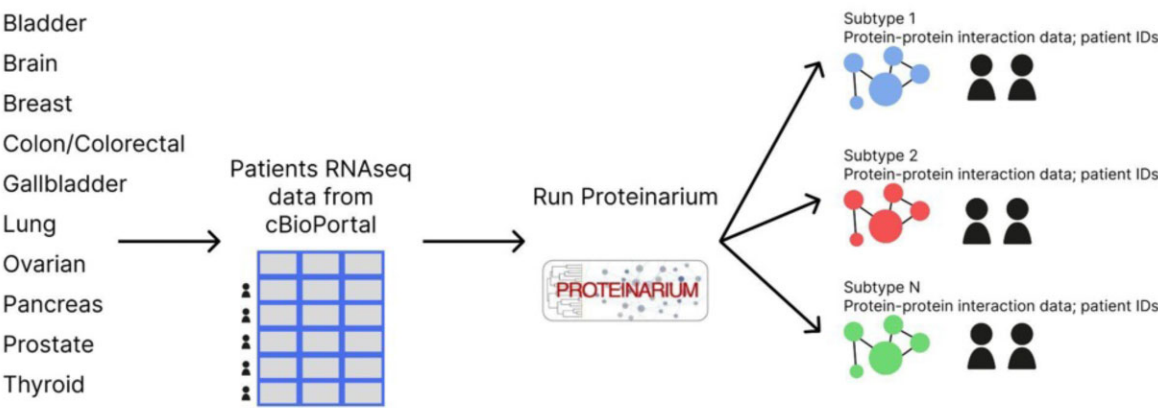 Bladder
Brain
Breast
Colon/Colorectal
Gallbladder
Lung
Ovarian
Pancreas
Prostate
Thyroid
Patients RNAseq
data from
cBioPortal
Run Proteinarium
PROTEINARIUM
Subtype 1
Protein-protein interaction data; patient IDs
Subtype 2
Protein-protein interaction data; patient IDs
Subtype N
Protein-protein interaction data; patient IDs